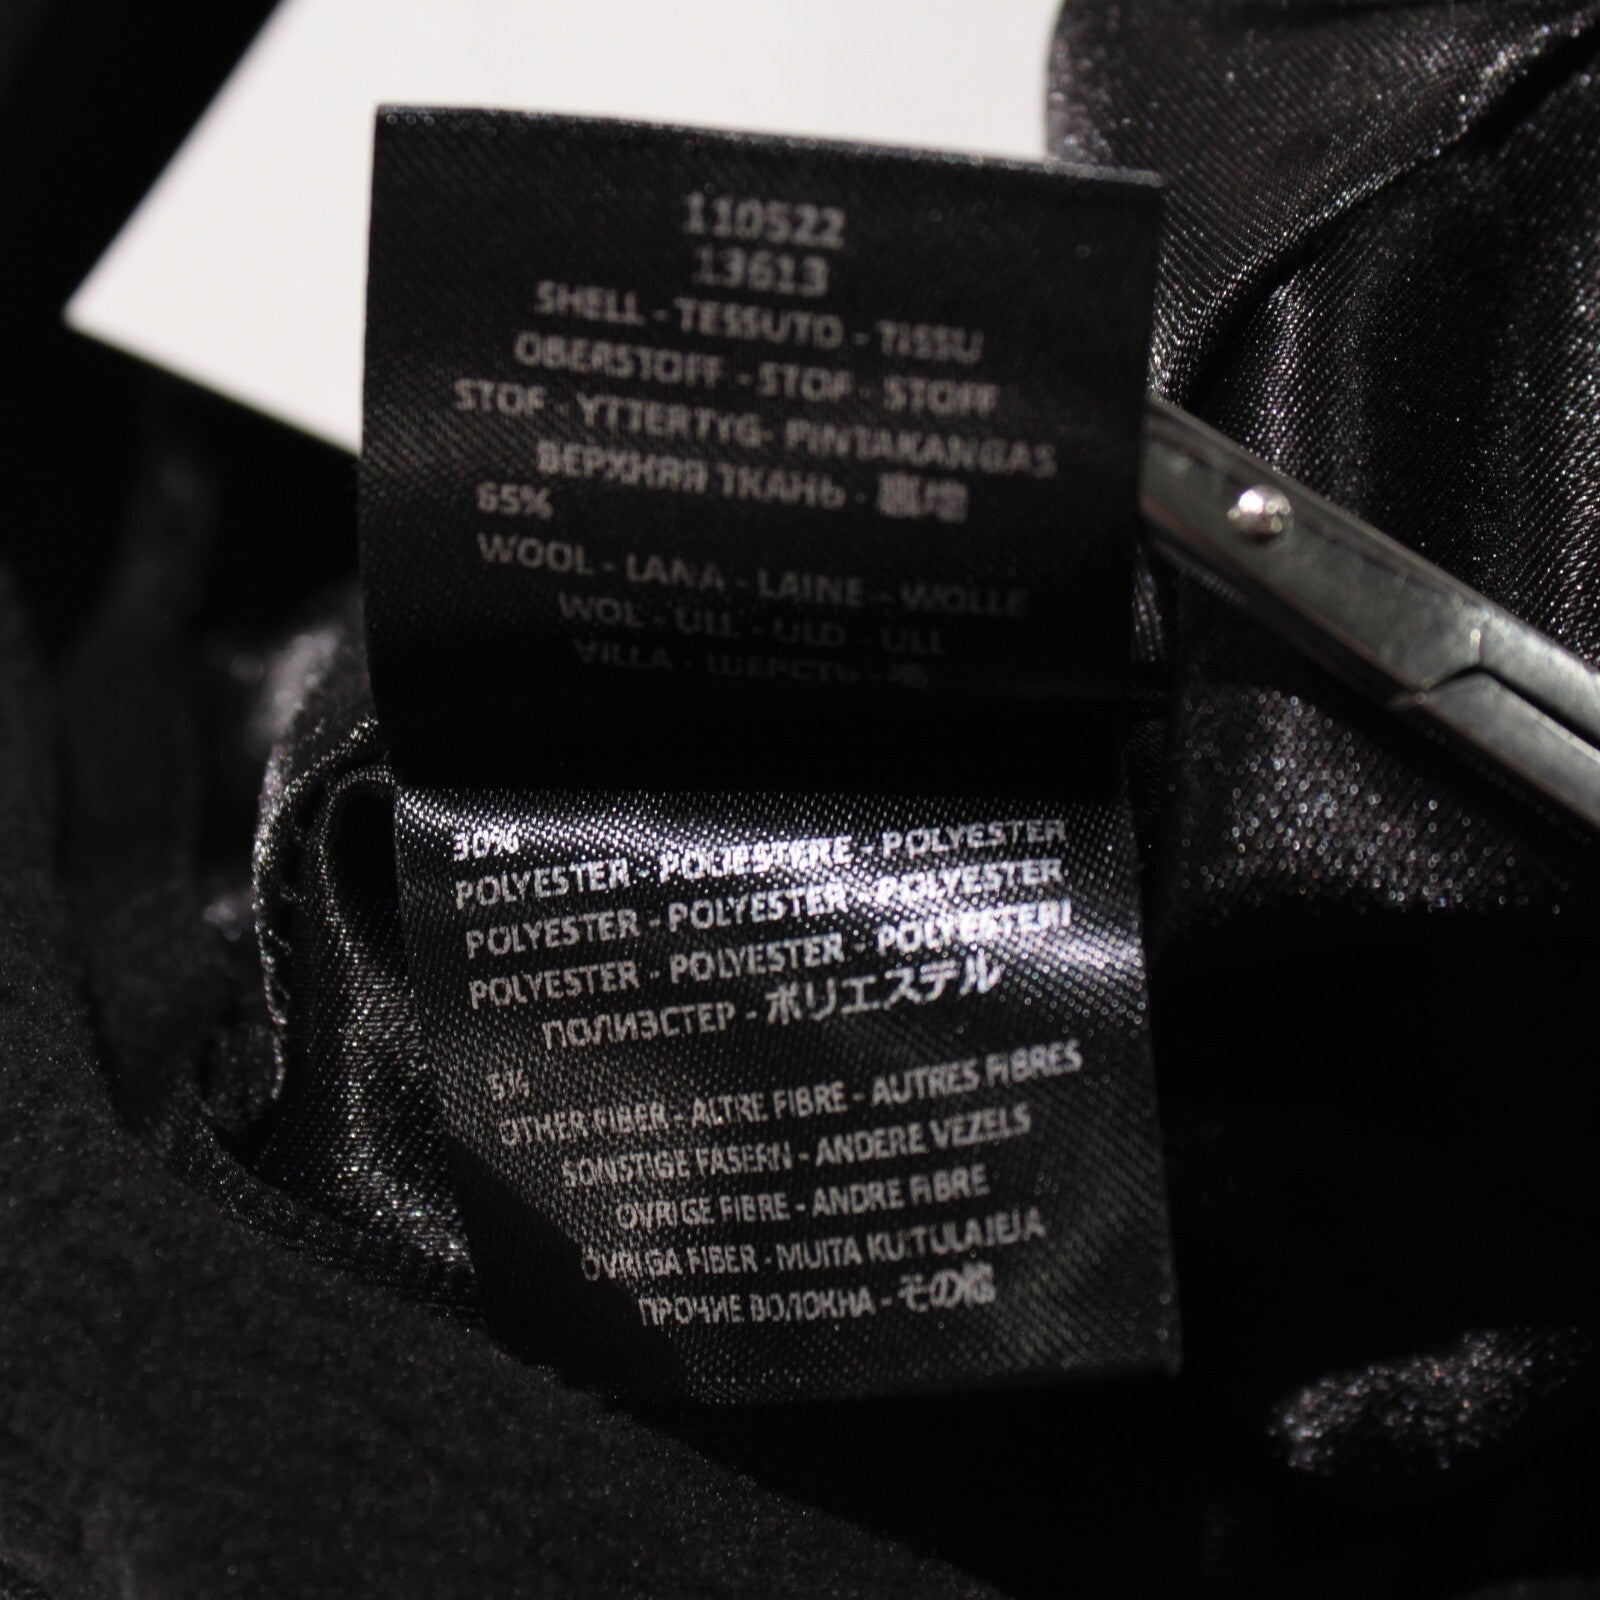 110522
13613
SHELL - TESSUTO - TISSU
OBERSTOFF - STOF - STOFF
STOF - YTTERTYG- PINTAKANGAS
ВЕРХНЯЯ ТКАНЬ -
65%
WOOL - LANA - LAINE - WOLLE
WOL - ULL - ULD - ULL
VILLA - ШЕРСТЬ - 毛
30%
POLYESTER - POLIESTERE - POLYESTER
POLYESTER - POLYESTER - POLYESTER
POLYESTER - POLYESTER - POLYESTERI
ПОЛИЭСТЕР - ポリエステル
5%
OTHER FIBER - ALTRE FIBRE - AUTRES FIBRES
SONSTIGE FASERN - ANDERE VEZELS
ØVRIGE FIBRE - ANDRE FIBRE
ÖVRIGA FIBER - MUITA KUITULAJEJA
ПРОЧИЕ ВОЛОКНА - その他